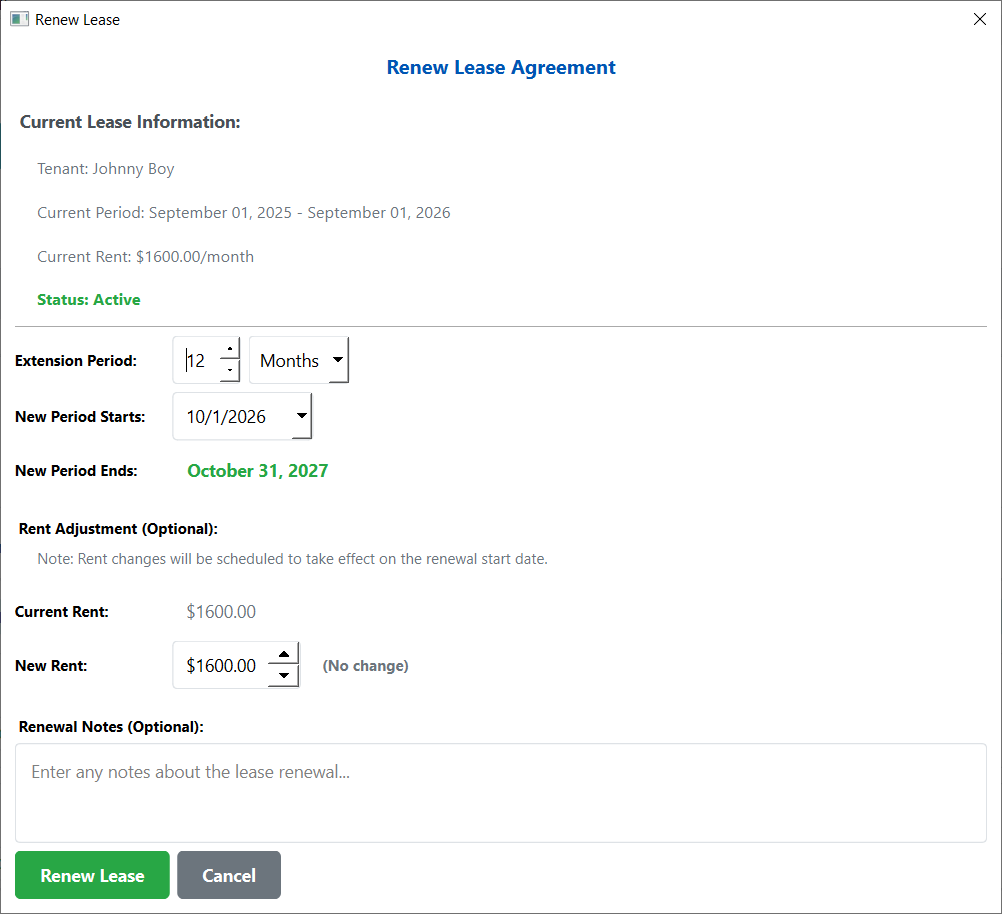 Renew Lease
Renew Lease Agreement
Current Lease Information:
Tenant: Johnny Boy
Current Period: September 01, 2025 - September 01, 2026
Current Rent: $1600.00/month
Status: Active
Extension Period: 12 Months
New Period Starts: 10/1/2026
New Period Ends: October 31, 2027
Rent Adjustment (Optional):
Note: Rent changes will be scheduled to take effect on the renewal start date.
Current Rent: $1600.00
New Rent: $1600.00 (No change)
Renewal Notes (Optional):
Enter any notes about the lease renewal...
Renew Lease Cancel